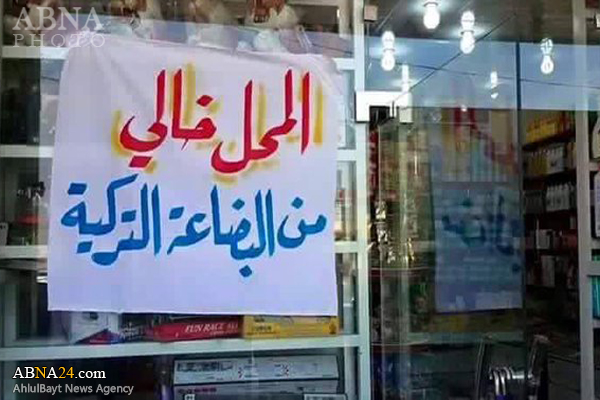 ABNA
PHOTO
المحل خالي
من البضاعة التركية
FUN RACE
ABNA24.com
AhlulBayt News Agency